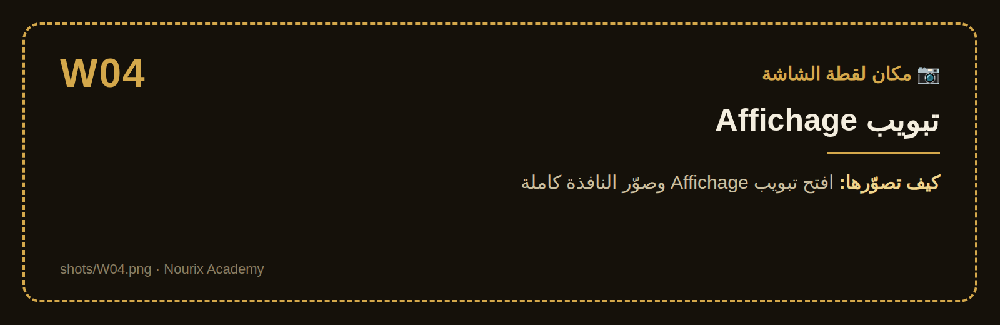 W04
📷 مكان لقطة الشاشة
تبويب Affichage
كيف تصوّرها: افتح تبويب Affichage وصوّر النافذة كاملة
shots/W04.png · Nourix Academy